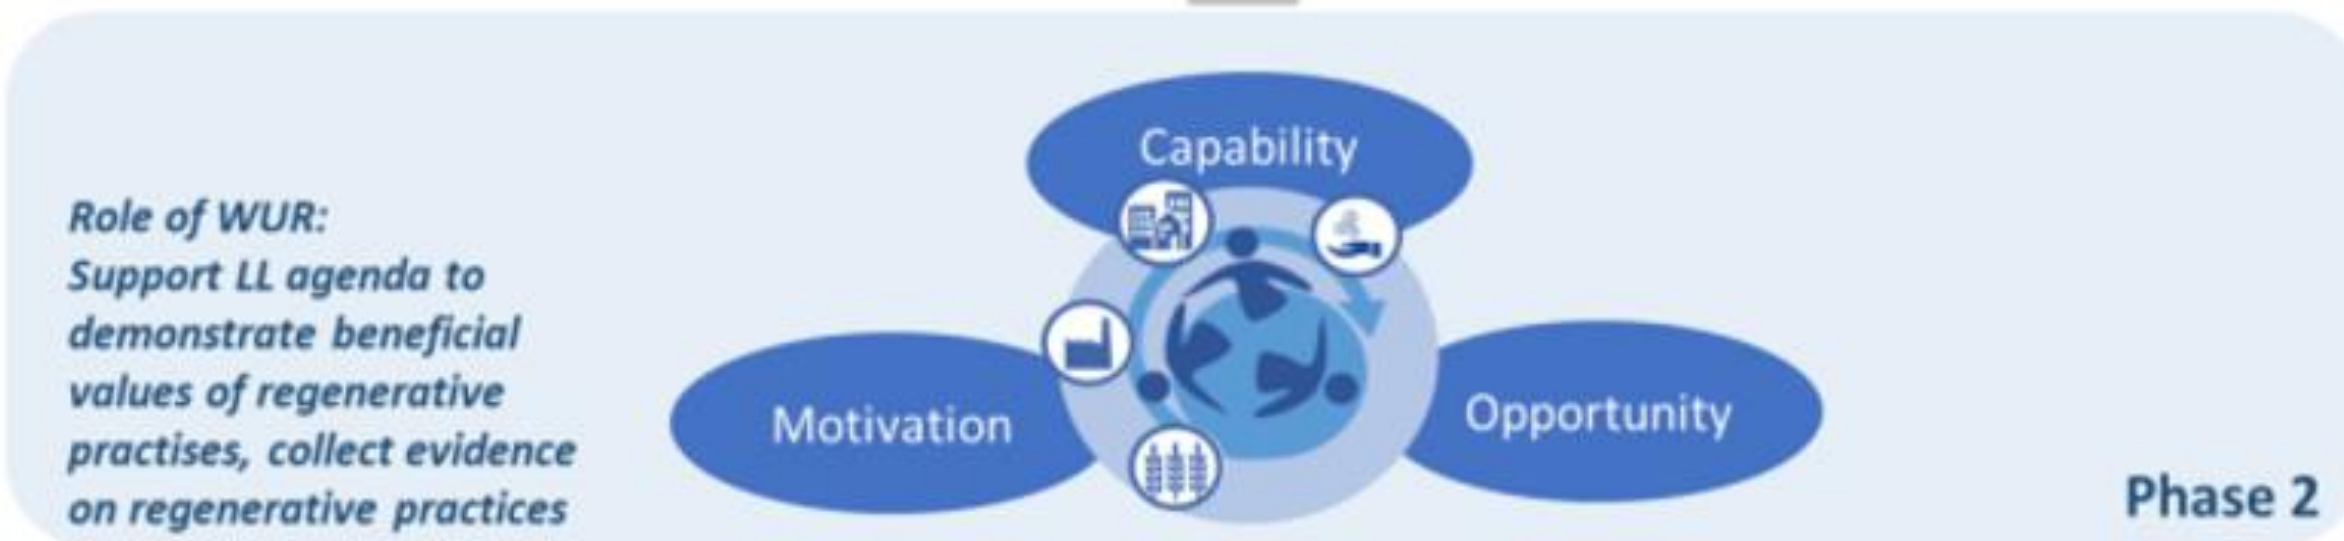 Capability
Role of WUR:
Support LL agenda to
demonstrate beneficial
values of regenerative
practises, collect evidence
on regenerative practices
Motivation
Opportunity
Phase 2